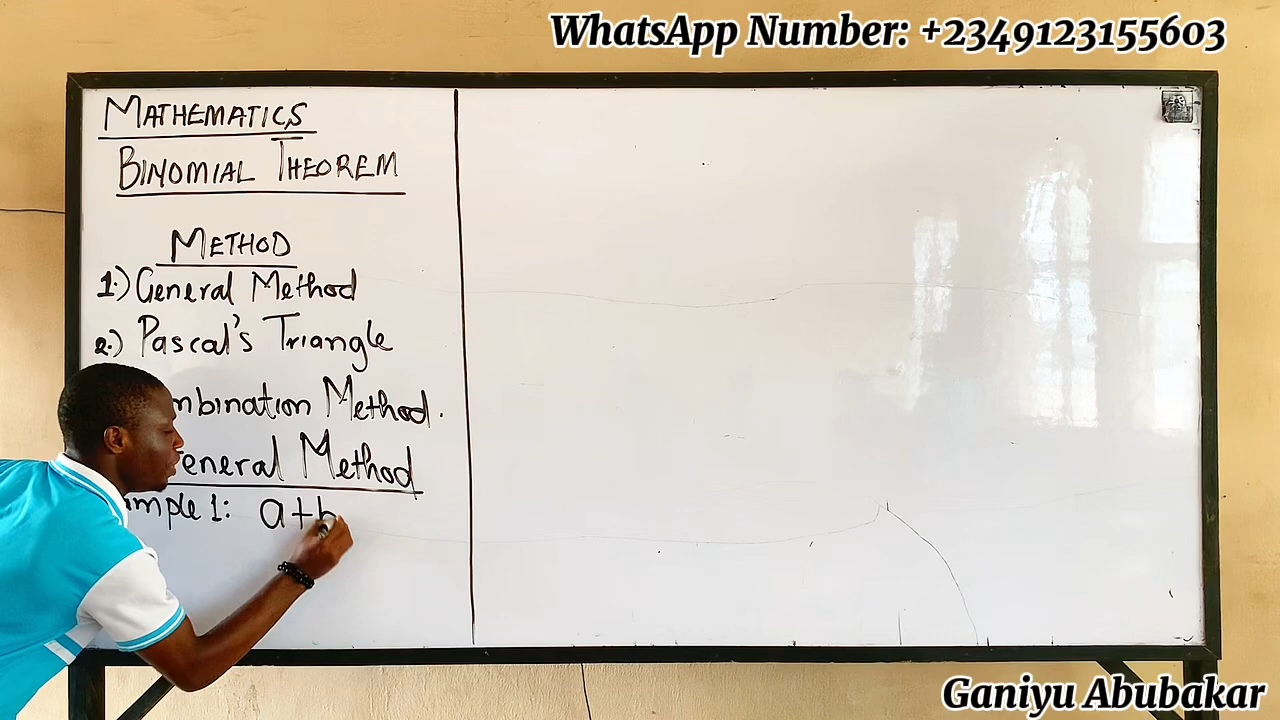 WhatsApp Number: +2349123155603
MATHEMATICS
BINOMIAL THEOREM
METHOD
1.) General Method
2.) Pascal's Triangle
mbination Method.
eneral Method
mple 1: a+b
Ganiyu Abubakar